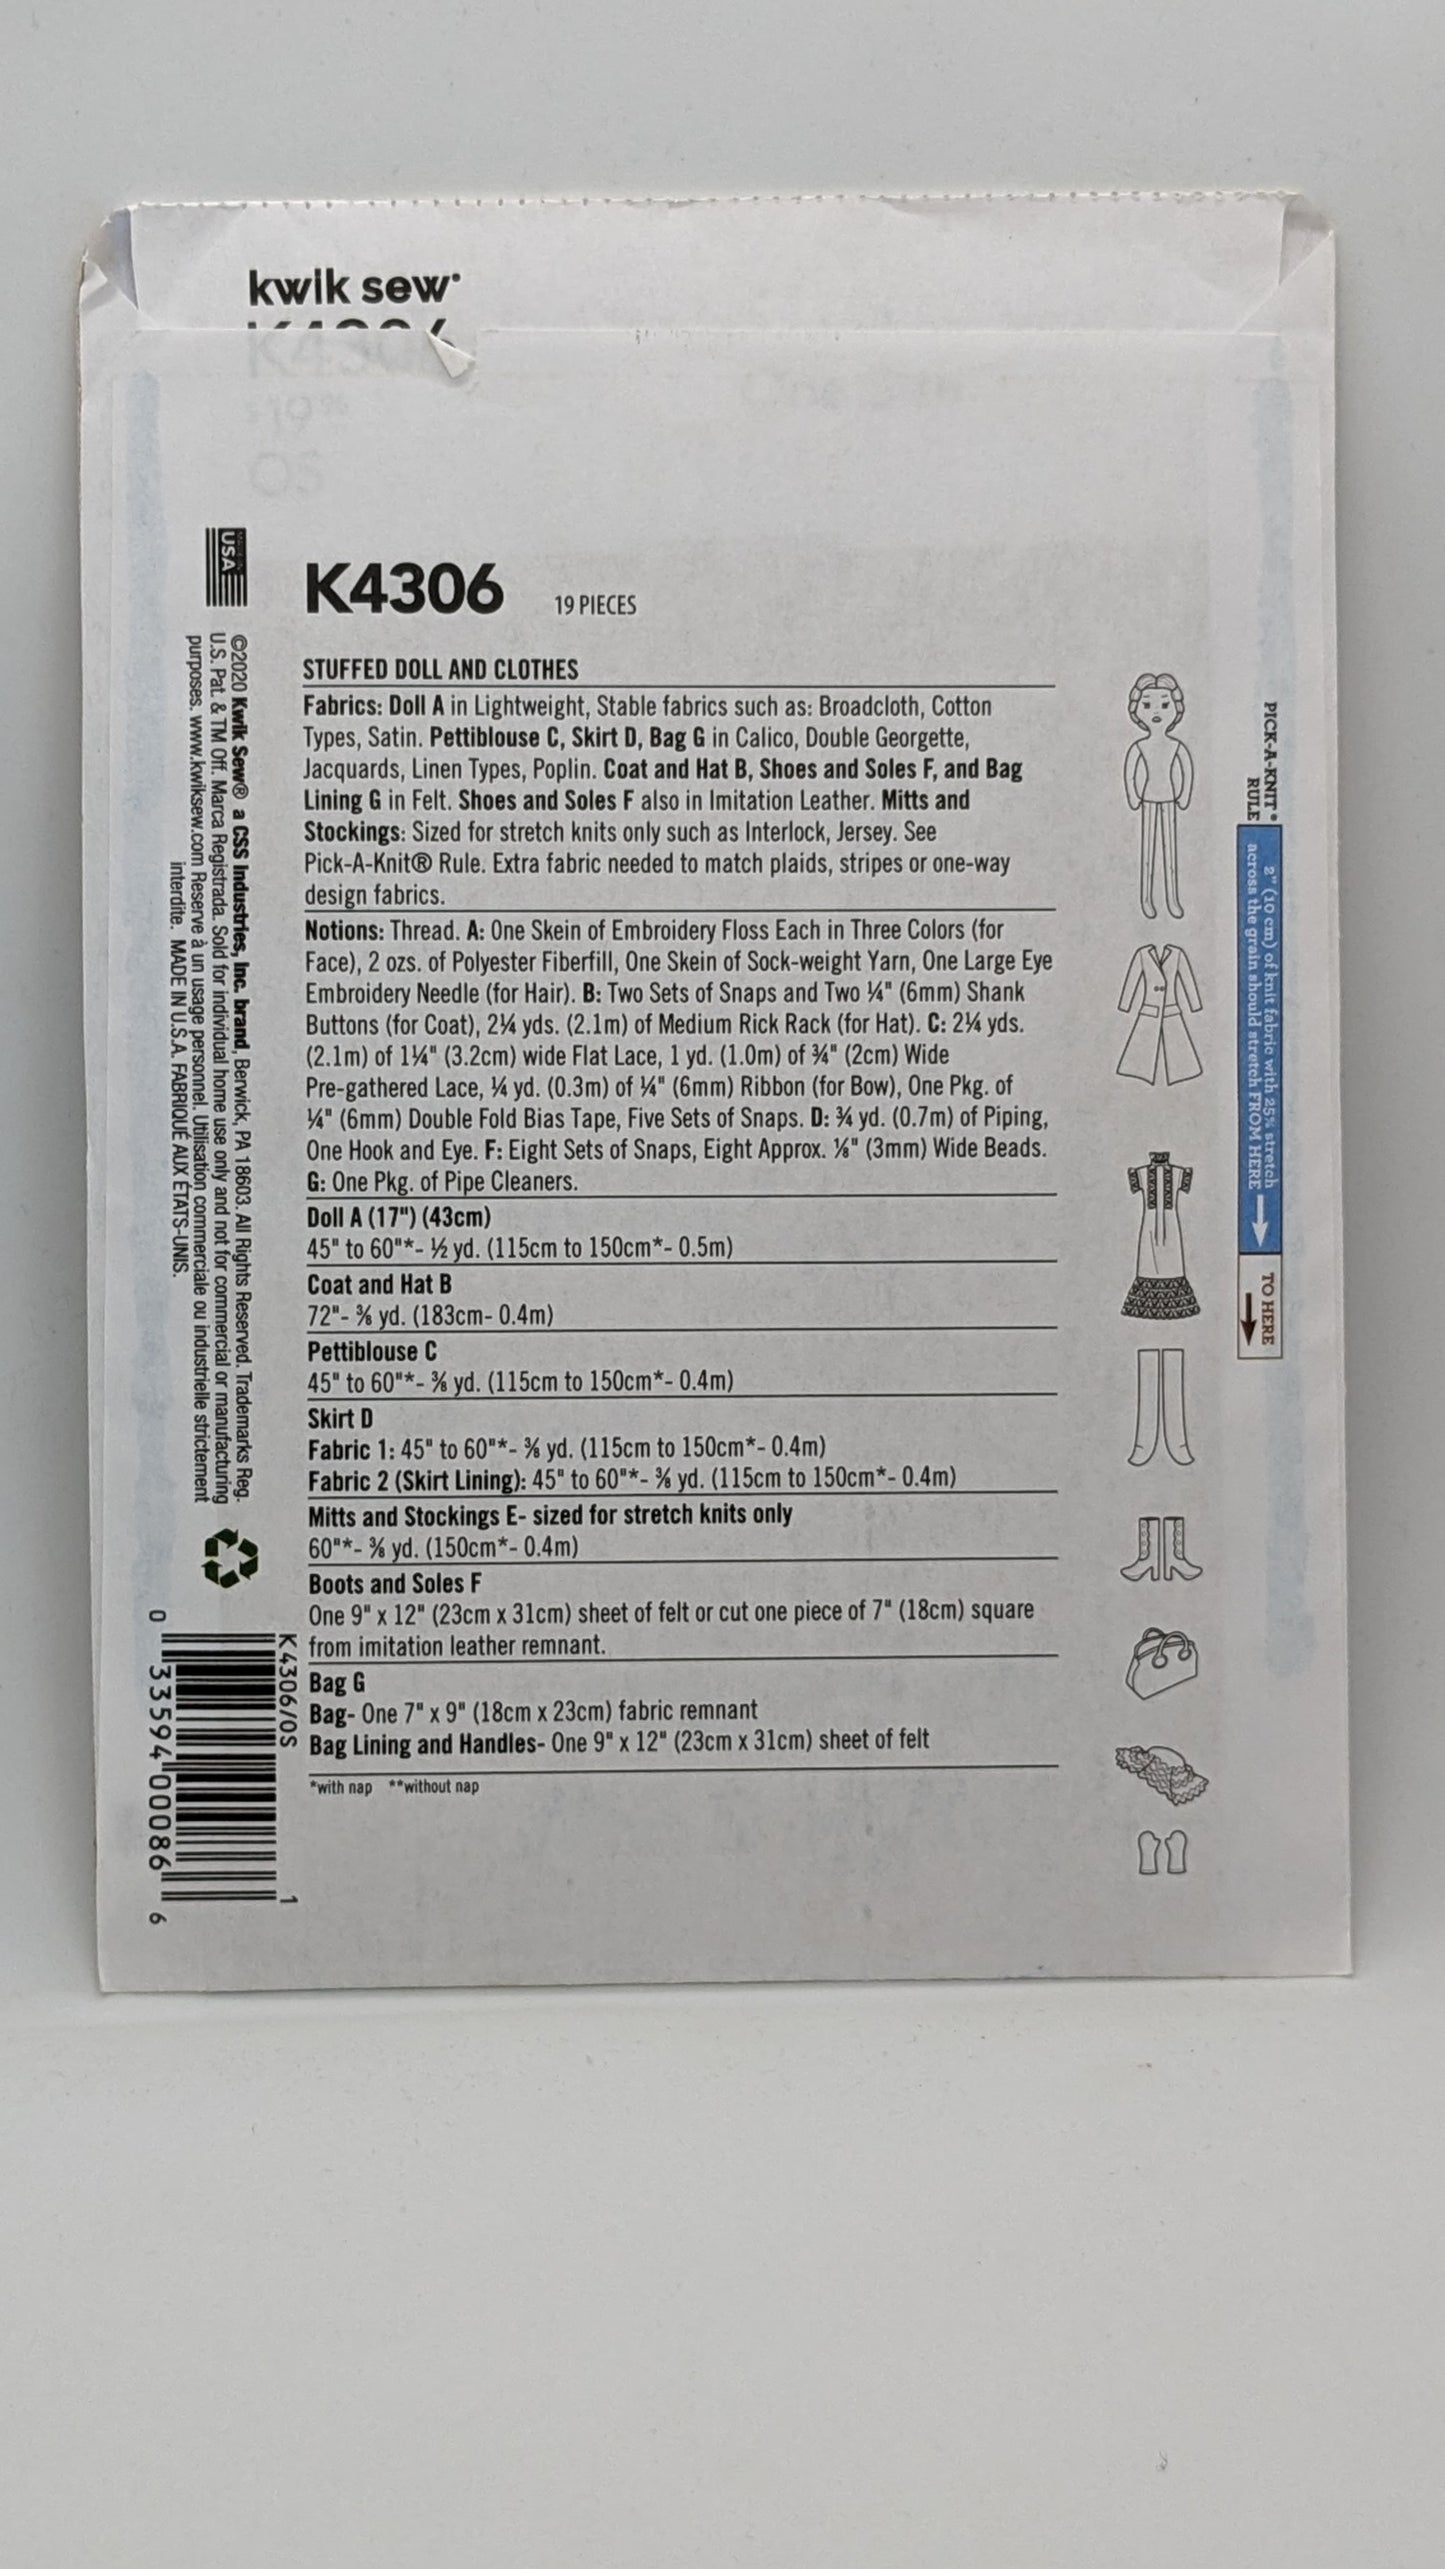 kwik sew®
K4306
$19⁹⁵
OS
K4306 19 PIECES
STUFFED DOLL AND CLOTHES
Fabrics: Doll A in Lightweight, Stable fabrics such as: Broadcloth, Cotton
Types, Satin. Pettiblouse C, Skirt D, Bag G in Calico, Double Georgette,
Jacquards, Linen Types, Poplin. Coat and Hat B, Shoes and Soles F, and Bag
Lining G in Felt. Shoes and Soles F also in Imitation Leather. Mitts and
Stockings: Sized for stretch knits only such as Interlock, Jersey. See
Pick-A-Knit® Rule. Extra fabric needed to match plaids, stripes or one-way
design fabrics.
Notions: Thread. A: One Skein of Embroidery Floss Each in Three Colors (for
Face), 2 ozs. of Polyester Fiberfill, One Skein of Sock-weight Yarn, One Large Eye
Embroidery Needle (for Hair). B: Two Sets of Snaps and Two ¼" (6mm) Shank
Buttons (for Coat), 2¼ yds. (2.1m) of Medium Rick Rack (for Hat). C: 2¼ yds.
(2.1m) of 1¼" (3.2cm) wide Flat Lace, 1 yd. (1.0m) of ¾" (2cm) Wide
Pre-gathered Lace, ¼ yd. (0.3m) of ¼" (6mm) Ribbon (for Bow), One Pkg. of
¼" (6mm) Double Fold Bias Tape, Five Sets of Snaps. D: ¾ yd. (0.7m) of Piping,
One Hook and Eye. F: Eight Sets of Snaps, Eight Approx. ⅛" (3mm) Wide Beads.
G: One Pkg. of Pipe Cleaners.
Doll A (17") (43cm)
45" to 60"*- ½ yd. (115cm to 150cm*- 0.5m)
Coat and Hat B
72"- ⅜ yd. (183cm- 0.4m)
Pettiblouse C
45" to 60"*- ⅜ yd. (115cm to 150cm*- 0.4m)
Skirt D
Fabric 1: 45" to 60"*- ⅜ yd. (115cm to 150cm*- 0.4m)
Fabric 2 (Skirt Lining): 45" to 60"*- ⅜ yd. (115cm to 150cm*- 0.4m)
Mitts and Stockings E- sized for stretch knits only
60"*- ⅜ yd. (150cm*- 0.4m)
Boots and Soles F
One 9" x 12" (23cm x 31cm) sheet of felt or cut one piece of 7" (18cm) square
from imitation leather remnant.
Bag G
Bag- One 7" x 9" (18cm x 23cm) fabric remnant
Bag Lining and Handles- One 9" x 12" (23cm x 31cm) sheet of felt
*with nap **without nap
USA
©2020 Kwik Sew® a CSS Industries, Inc. brand, Berwick, PA 18603. All Rights Reserved. Trademarks Reg.
U.S. Pat. & TM Off. Marca Registrada. Sold for individual home use only and not for commercial or manufacturing
purposes. www.kwiksew.com Reserve à un usage personnel. Utilisation commerciale ou industrielle strictement
interdite. MADE IN U.S.A. FABRIQUÉ AUX ÉTATS-UNIS.
K4306/OS
1
0 33594 00086 6
PICK-A-KNIT®
RULE
2" (10 cm) of knit fabric with 25% stretch
across the grain should stretch FROM HERE
TO HERE